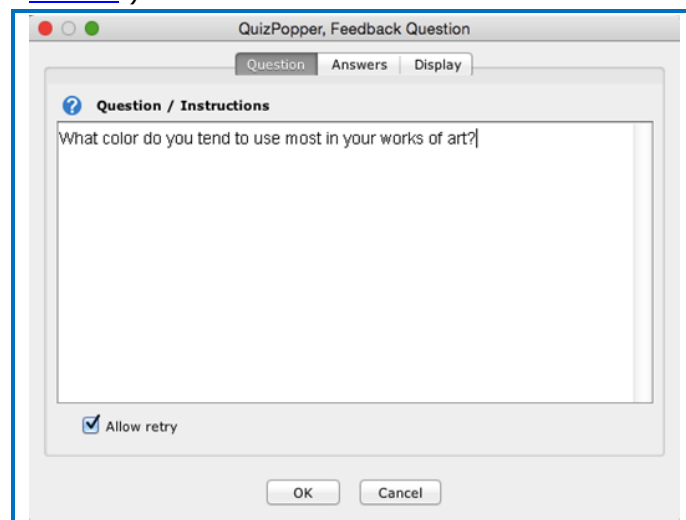 QuizPopper, Feedback Question
Question Answers Display
? Question / Instructions
What color do you tend to use most in your works of art?
Allow retry
OK Cancel